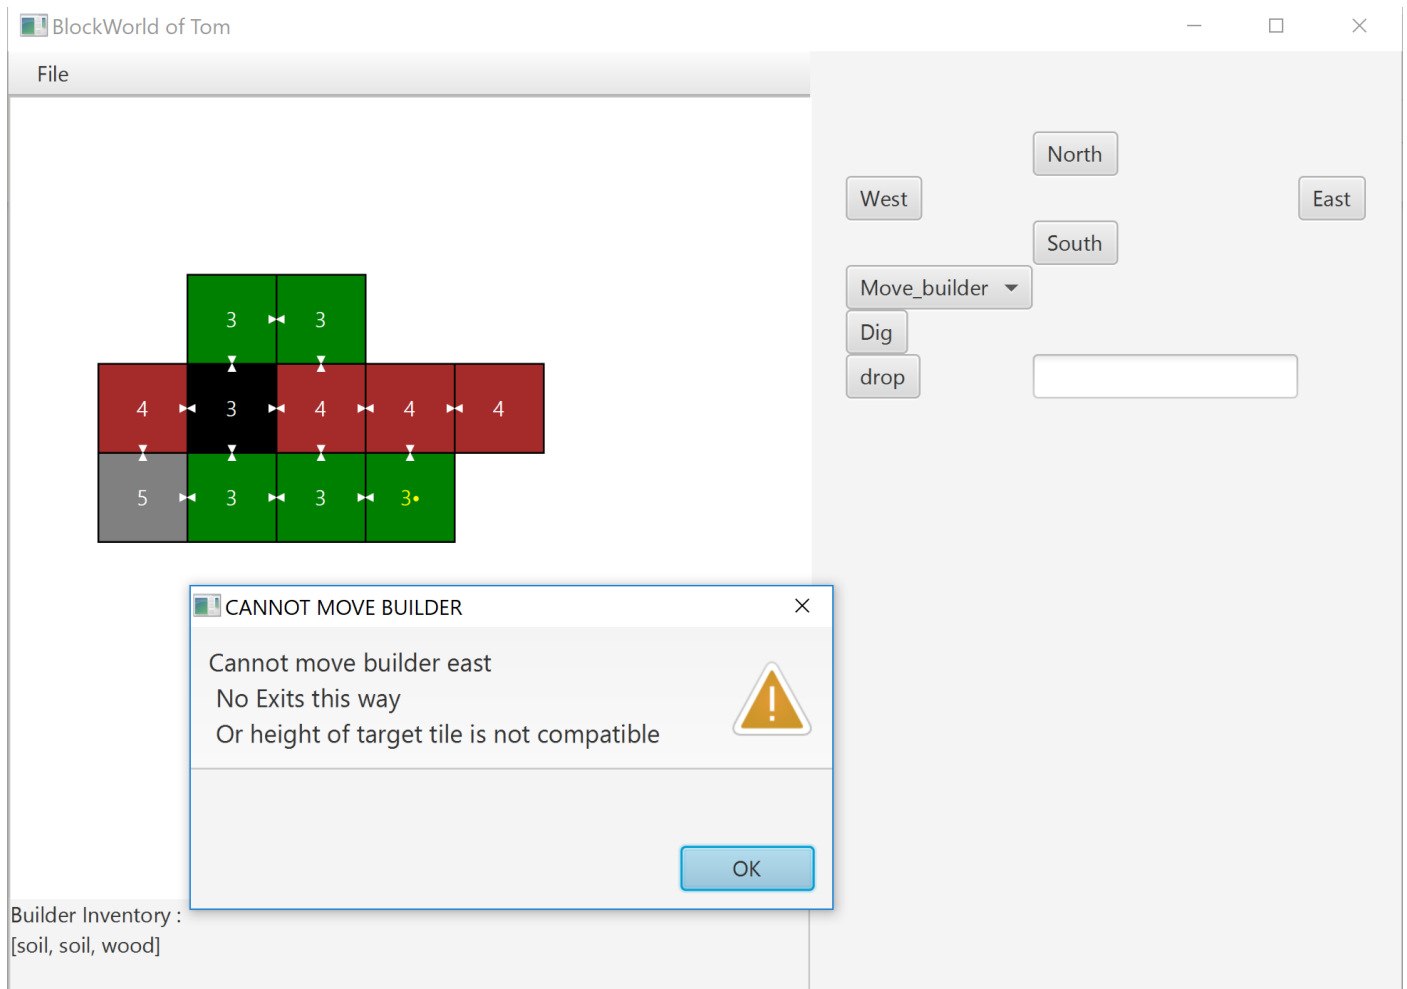 BlockWorld of Tom
File
North
West
East
South
Move_builder
Dig
drop
3 3
4 3 4 4 4
5 3 3 3•
CANNOT MOVE BUILDER
Cannot move builder east
No Exits this way
Or height of target tile is not compatible
OK
Builder Inventory :
[soil, soil, wood]